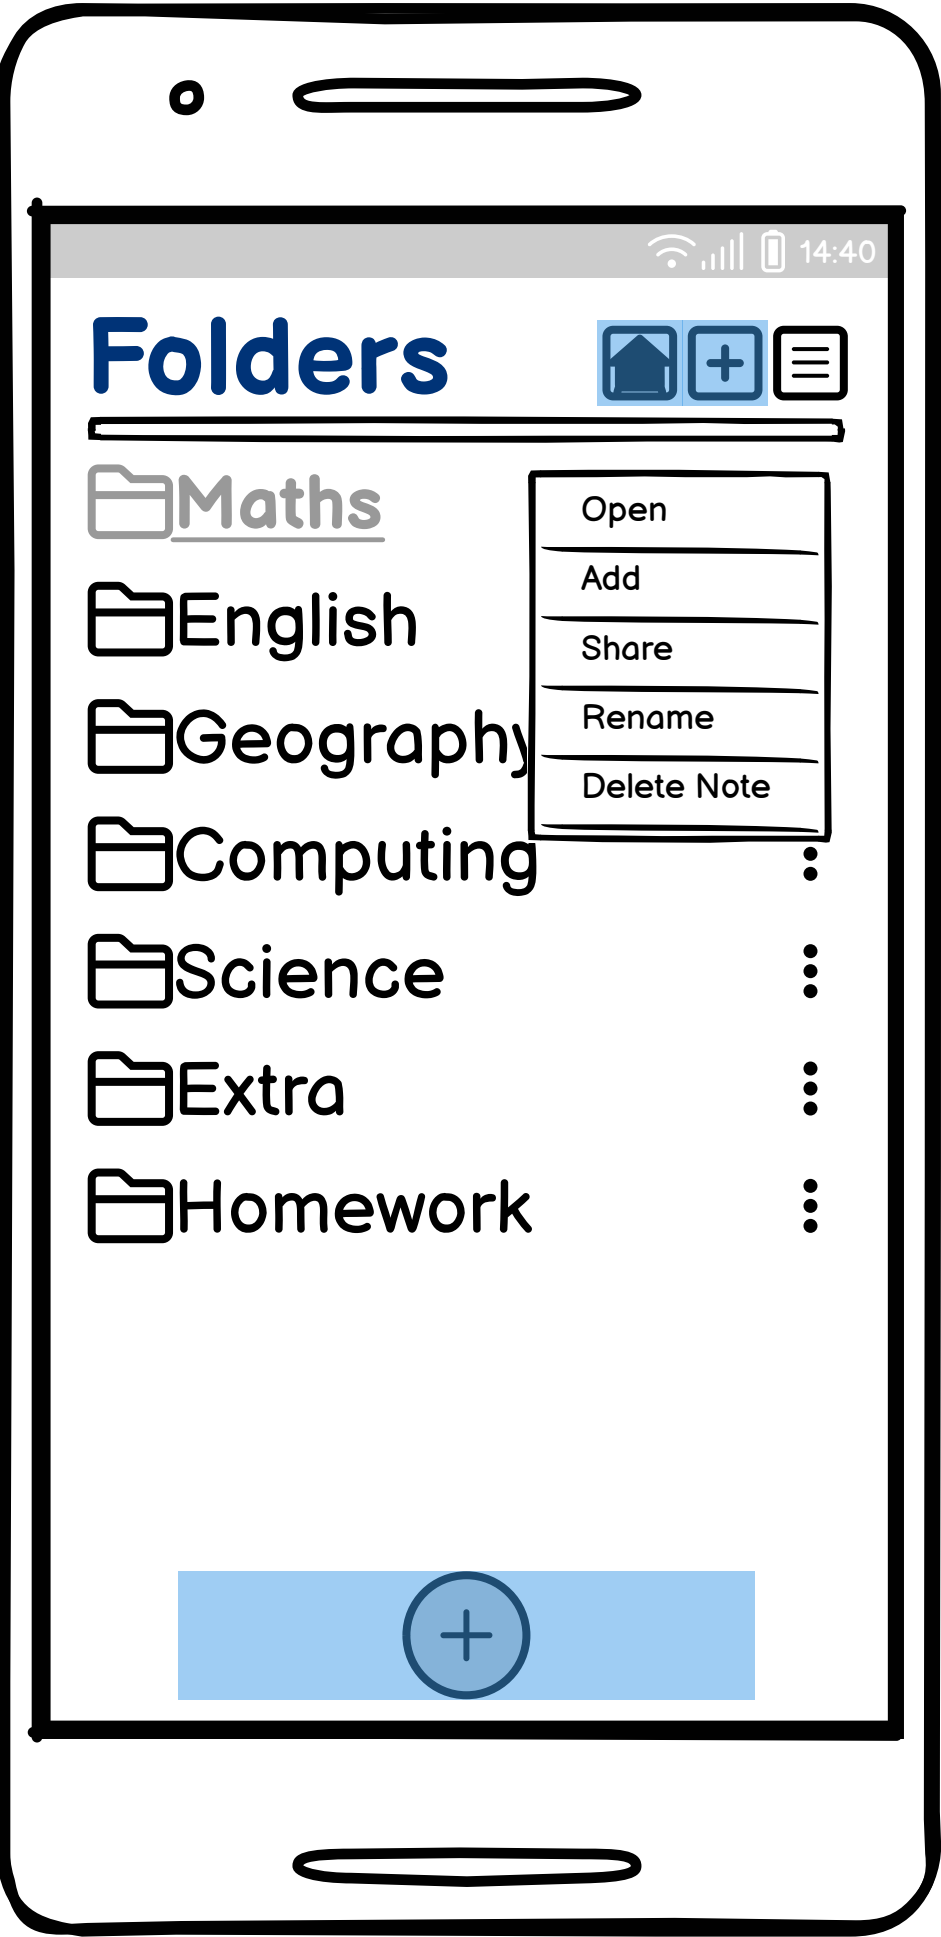 14:40
Folders
Maths
English
Geography
Computing
Science
Extra
Homework
Open
Add
Share
Rename
Delete Note